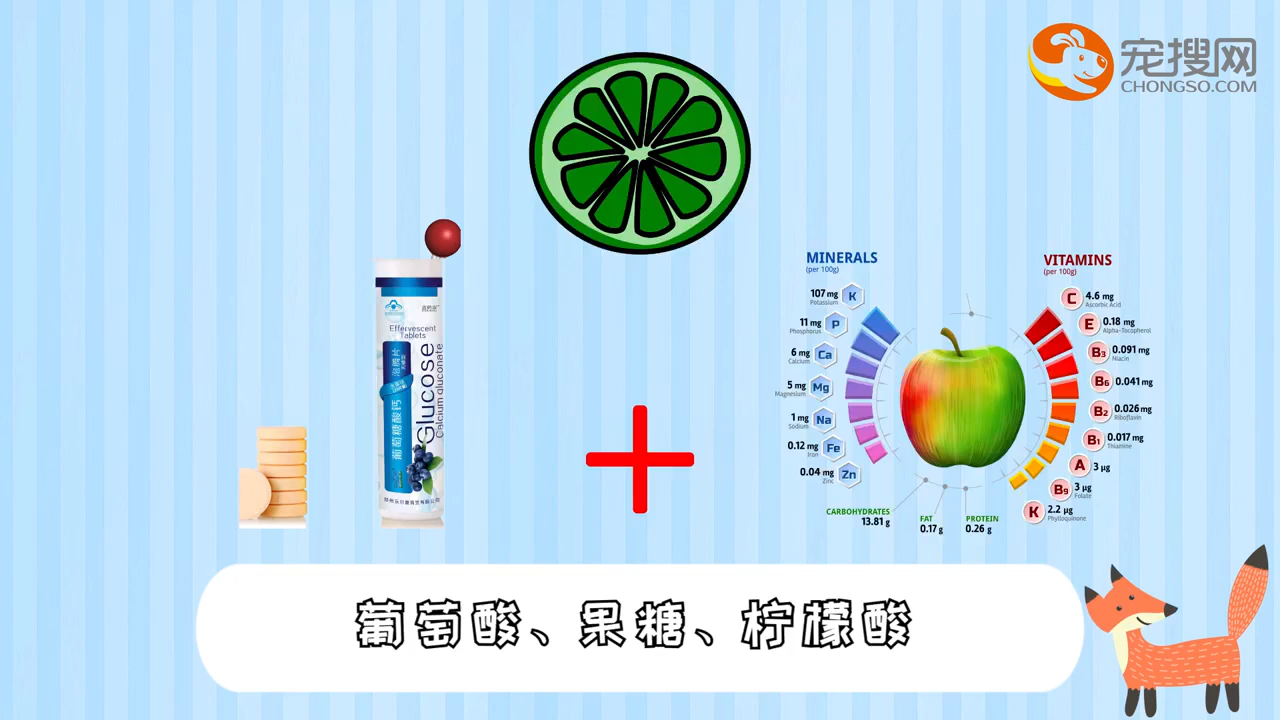 宠搜网
CHONGSO.COM
Effervescent
Tablets
Glucose
Calcium gluconate
葡萄糖酸钙
泡腾片
MINERALS
(per 100g)
107 mg
Potassium
K
11 mg
Phosphorus
P
6 mg
Calcium
Ca
5 mg
Magnesium
Mg
1 mg
Sodium
Na
0.12 mg
Iron
Fe
0.04 mg
Zinc
Zn
VITAMINS
(per 100g)
C
4.6 mg
Ascorbic Acid
E
0.18 mg
Alpha-Tocopherol
B3
0.091 mg
Niacin
B6
0.041 mg
B2
0.026 mg
Riboflavin
B1
0.017 mg
Thiamine
A
3 µg
B9
3 µg
Folate
K
2.2 µg
Phylloquinone
CARBOHYDRATES
13.81 g
FAT
0.17 g
PROTEIN
0.26 g
葡萄酸、果糖、柠檬酸